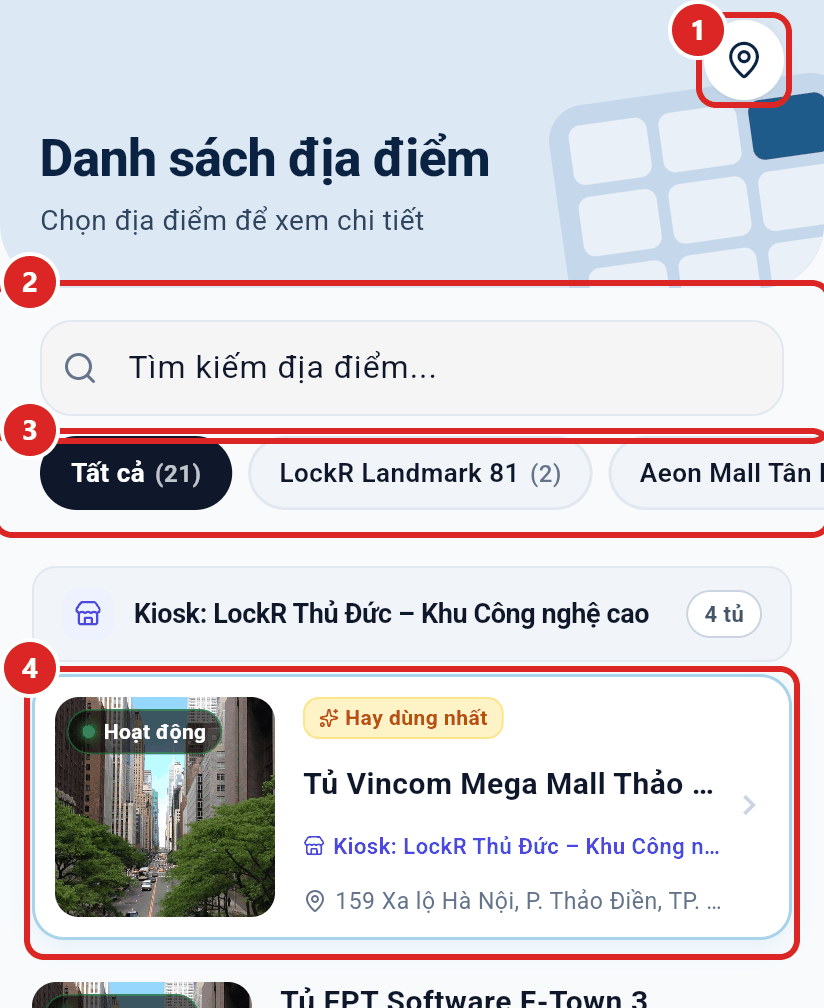 1
Danh sách địa điểm
Chọn địa điểm để xem chi tiết
2
Tìm kiếm địa điểm...
3
Tất cả (21) LockR Landmark 81 (2) Aeon Mall Tân
Kiosk: LockR Thủ Đức – Khu Công nghệ cao 4 tủ
4
Hoạt động
Hay dùng nhất
Tủ Vincom Mega Mall Thảo ...
Kiosk: LockR Thủ Đức – Khu Công n...
159 Xa lộ Hà Nội, P. Thảo Điền, TP. ...
Tủ FPT Software F-Town 3